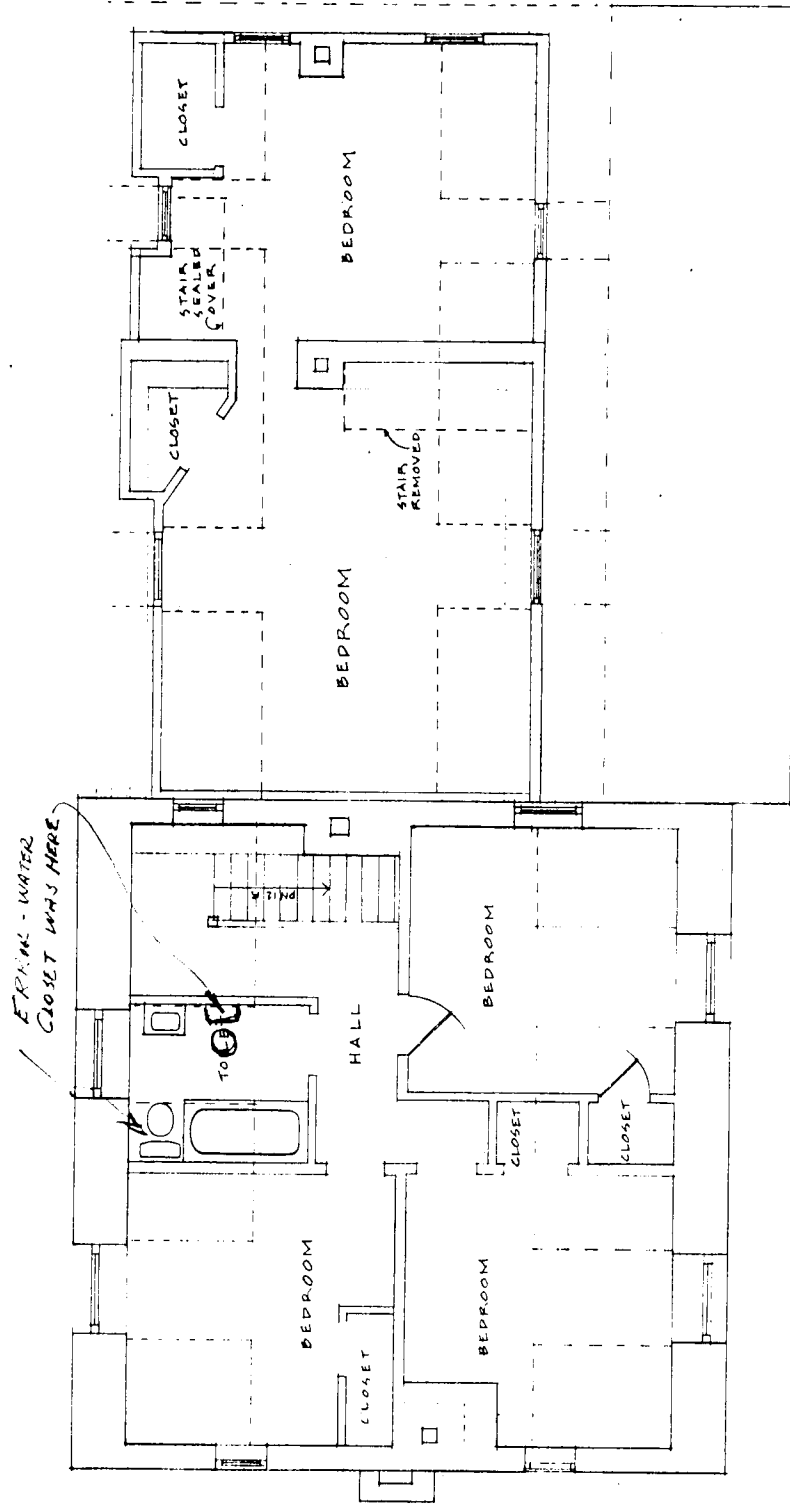 CLOSET
BEDROOM
STAIR
SEALED
OVER
CLOSET
STAIR
REMOVED
BEDROOM
ERROR - WATER
CLOSET WAS HERE
BEDROOM
HALL
CLOSET
CLOSET
BEDROOM
BEDROOM
CLOSET